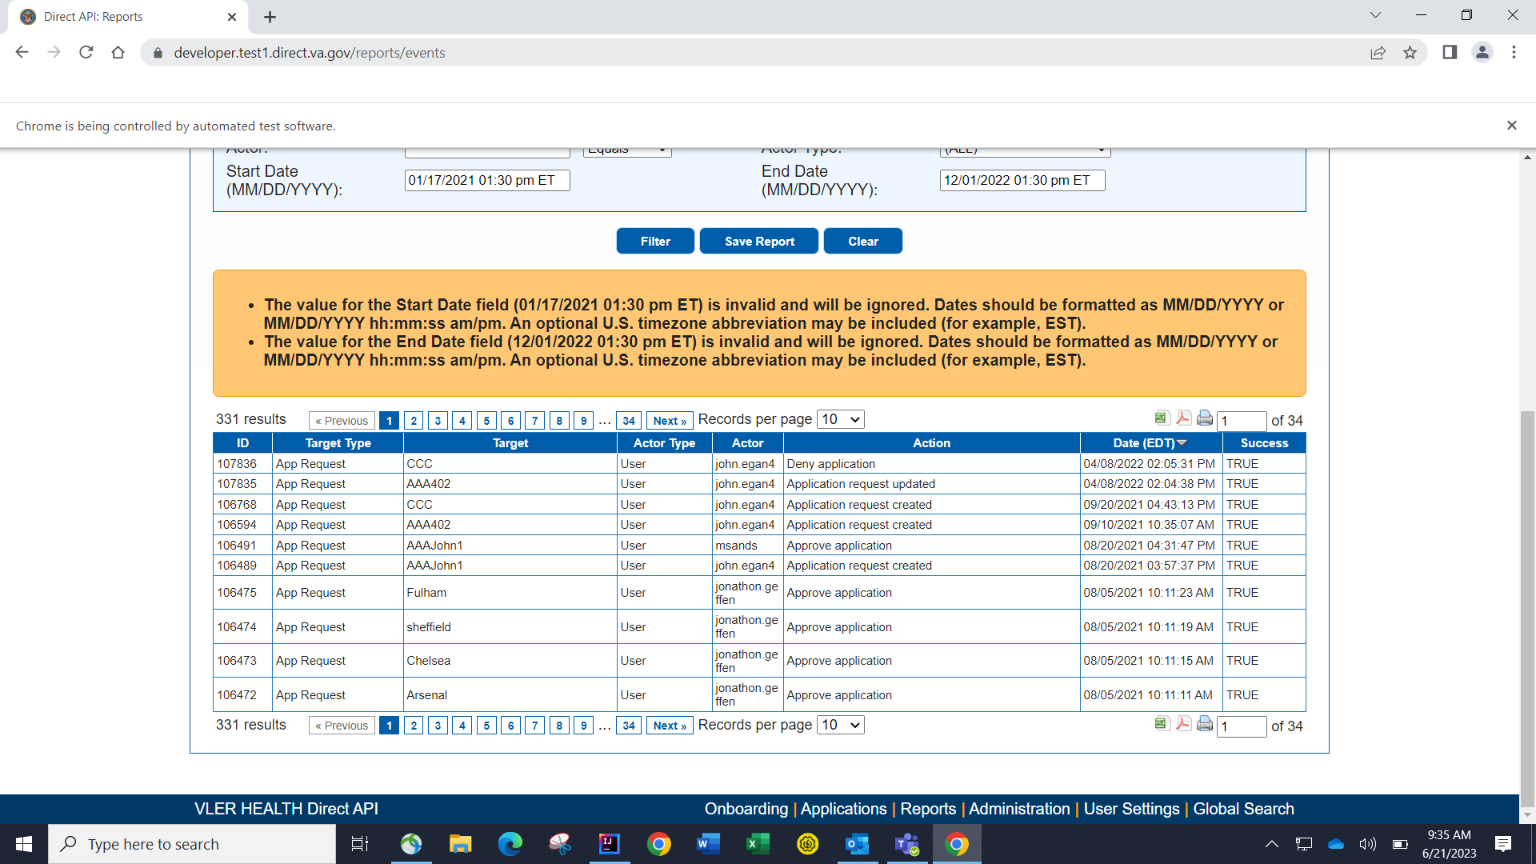 Direct API: Reports
developer.test1.direct.va.gov/reports/events
Chrome is being controlled by automated test software.
Actor: Equals Actor Type: (ALL)
Start Date
(MM/DD/YYYY): 01/17/2021 01:30 pm ET End Date
(MM/DD/YYYY): 12/01/2022 01:30 pm ET
Filter Save Report Clear
• The value for the Start Date field (01/17/2021 01:30 pm ET) is invalid and will be ignored. Dates should be formatted as MM/DD/YYYY or
MM/DD/YYYY hh:mm:ss am/pm. An optional U.S. timezone abbreviation may be included (for example, EST).
• The value for the End Date field (12/01/2022 01:30 pm ET) is invalid and will be ignored. Dates should be formatted as MM/DD/YYYY or
MM/DD/YYYY hh:mm:ss am/pm. An optional U.S. timezone abbreviation may be included (for example, EST).
331 results « Previous 1 2 3 4 5 6 7 8 9 ... 34 Next » Records per page 10 1 of 34
ID Target Type Target Actor Type Actor Action Date (EDT) Success
107836 App Request CCC User john.egan4 Deny application 04/08/2022 02:05:31 PM TRUE
107835 App Request AAA402 User john.egan4 Application request updated 04/08/2022 02:04:38 PM TRUE
106768 App Request CCC User john.egan4 Application request created 09/20/2021 04:43:13 PM TRUE
106594 App Request AAA402 User john.egan4 Application request created 09/10/2021 10:35:07 AM TRUE
106491 App Request AAAJohn1 User msands Approve application 08/20/2021 04:31:47 PM TRUE
106489 App Request AAAJohn1 User john.egan4 Application request created 08/20/2021 03:57:37 PM TRUE
106475 App Request Fulham User jonathon.ge
ffen Approve application 08/05/2021 10:11:23 AM TRUE
106474 App Request sheffield User jonathon.ge
ffen Approve application 08/05/2021 10:11:19 AM TRUE
106473 App Request Chelsea User jonathon.ge
ffen Approve application 08/05/2021 10:11:15 AM TRUE
106472 App Request Arsenal User jonathon.ge
ffen Approve application 08/05/2021 10:11:11 AM TRUE
331 results « Previous 1 2 3 4 5 6 7 8 9 ... 34 Next » Records per page 10 1 of 34
VLER HEALTH Direct API Onboarding | Applications | Reports | Administration | User Settings | Global Search
Type here to search
9:35 AM
6/21/2023